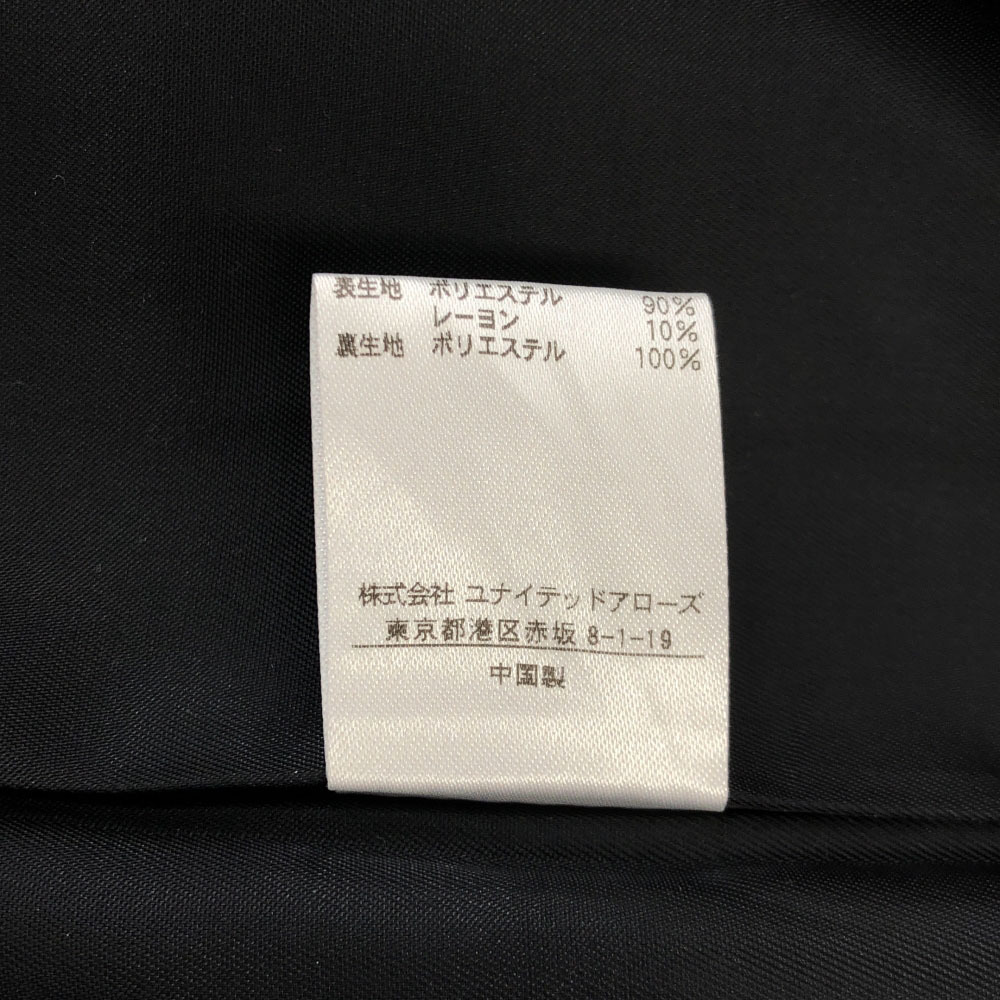 表生地 ポリエステル 90%
レーヨン 10%
裏生地 ポリエステル 100%
株式会社 ユナイテッドアローズ
東京都港区赤坂 8-1-19
中国製